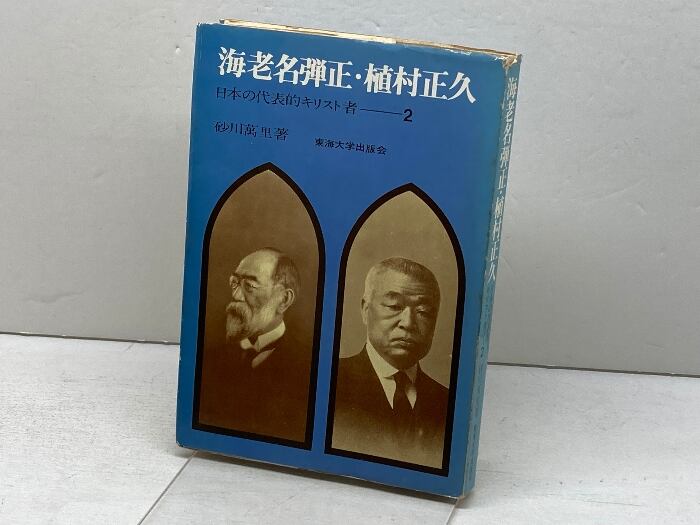 海老名弾正・植村正久
日本の代表的キリスト者――2
砂川萬里著
東海大学出版会
海老名弾正・植村正久
2